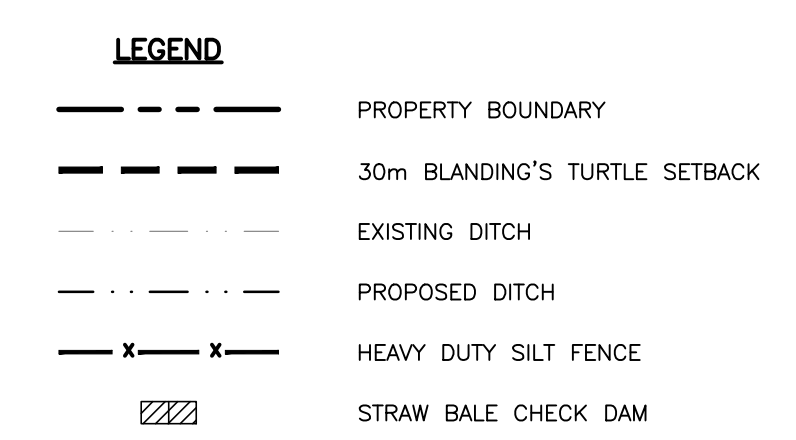 LEGEND
PROPERTY BOUNDARY
30m BLANDING'S TURTLE SETBACK
EXISTING DITCH
PROPOSED DITCH
HEAVY DUTY SILT FENCE
STRAW BALE CHECK DAM